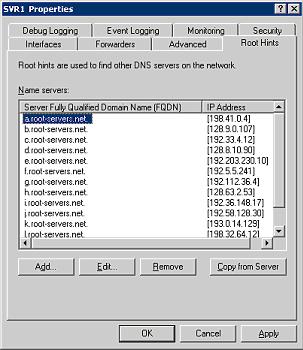 SVR1 Properties
Debug Logging Event Logging Monitoring Security
Interfaces Forwarders Advanced Root Hints
Root hints are used to find other DNS servers on the network.
Name servers:
Server Fully Qualified Domain Name (FQDN) IP Address
a.root-servers.net. [198.41.0.4]
b.root-servers.net. [128.9.0.107]
c.root-servers.net. [192.33.4.12]
d.root-servers.net. [128.8.10.90]
e.root-servers.net. [192.203.230.10]
f.root-servers.net. [192.5.5.241]
g.root-servers.net. [192.112.36.4]
h.root-servers.net. [128.63.2.53]
i.root-servers.net. [192.36.148.17]
j.root-servers.net. [192.58.128.30]
k.root-servers.net. [193.0.14.129]
l.root-servers.net. [198.32.64.12]
Add... Edit... Remove Copy from Server
OK Cancel Apply